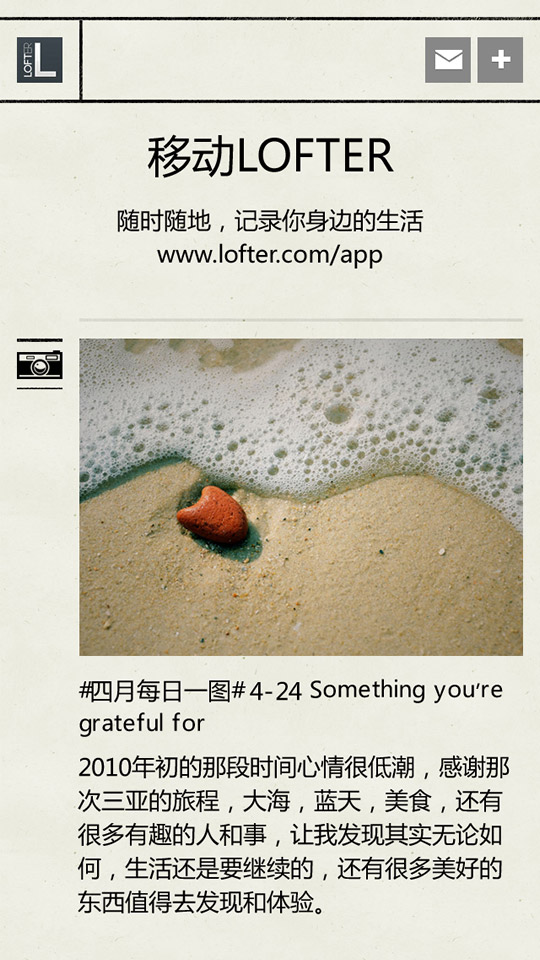 LOFTER
移动LOFTER
随时随地，记录你身边的生活
www.lofter.com/app
#四月每日一图# 4-24 Something you're
grateful for
2010年初的那段时间心情很低潮，感谢那
次三亚的旅程，大海，蓝天，美食，还有
很多有趣的人和事，让我发现其实无论如
何，生活还是要继续的，还有很多美好的
东西值得去发现和体验。